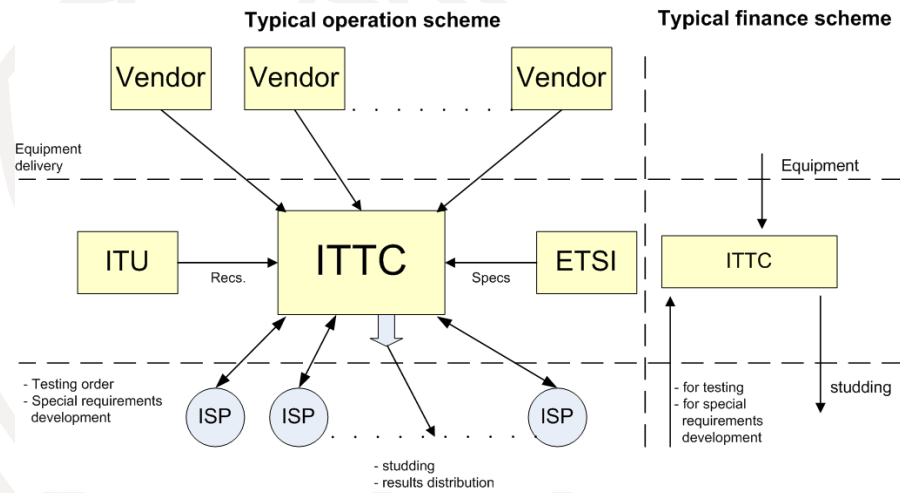 Typical operation scheme
Typical finance scheme
Vendor
Vendor
Vendor
. . . . . . . . . . .
Equipment
delivery
Equipment
ITU
Recs.
ITTC
Specs
ETSI
ITTC
- Testing order
- Special requirements
development
ISP
ISP
ISP
. . . . . . . . . . . . . .
- for testing
- for special
requirements
development
studding
- studding
- results distribution